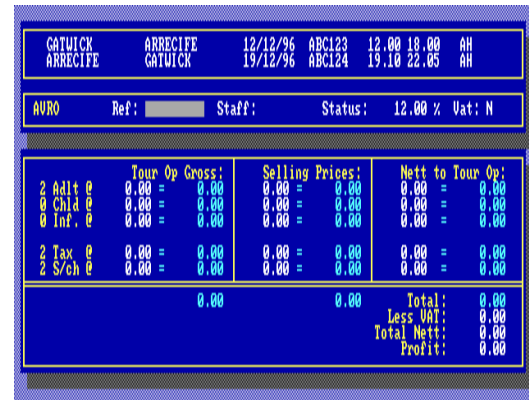 GATWICK ARRECIFE 12/12/96 ABC123 12.00 18.00 AH
ARRECIFE GATWICK 19/12/96 ABC124 19.10 22.05 AH
AVRO Ref: Staff: Status: 12.00 % Vat: N
Tour Op Gross: Selling Prices: Nett to Tour Op:
2 Adlt @ 0.00 = 0.00 0.00 = 0.00 0.00 = 0.00
0 Chld @ 0.00 = 0.00 0.00 = 0.00 0.00 = 0.00
0 Inf. @ 0.00 = 0.00 0.00 = 0.00 0.00 = 0.00
2 Tax @ 0.00 = 0.00 0.00 = 0.00 0.00 = 0.00
2 S/ch @ 0.00 = 0.00 0.00 = 0.00 0.00 = 0.00
0.00 0.00 Total: 0.00
Less VAT: 0.00
Total Nett: 0.00
Profit: 0.00